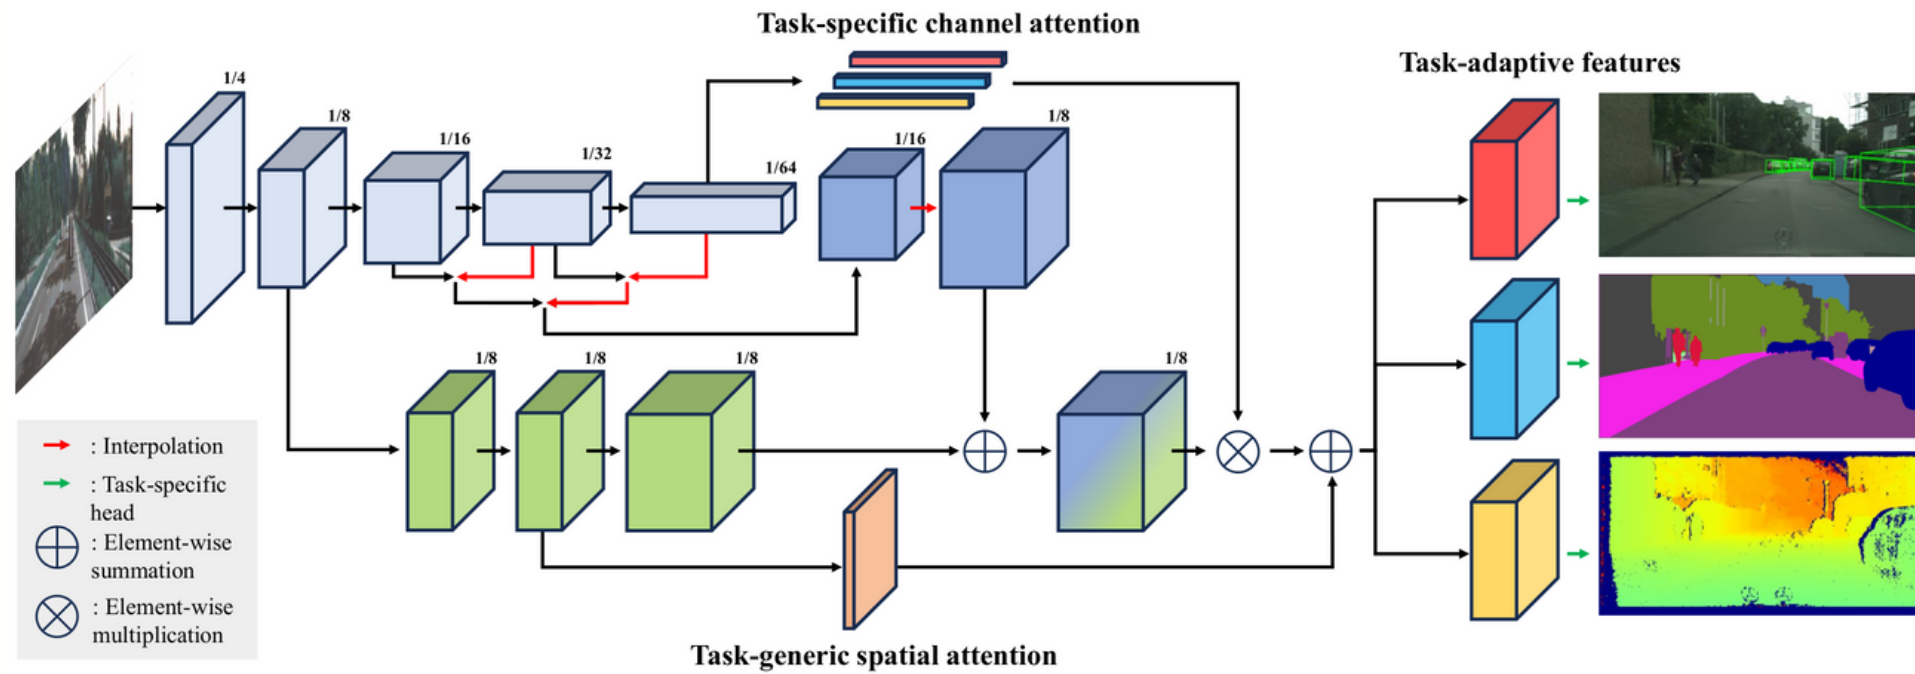 Task-specific channel attention
Task-adaptive features
1/4
1/8
1/16
1/32
1/64
1/16
1/8
1/8
1/8
1/8
1/8
: Interpolation
: Task-specific
head
: Element-wise
summation
: Element-wise
multiplication
Task-generic spatial attention